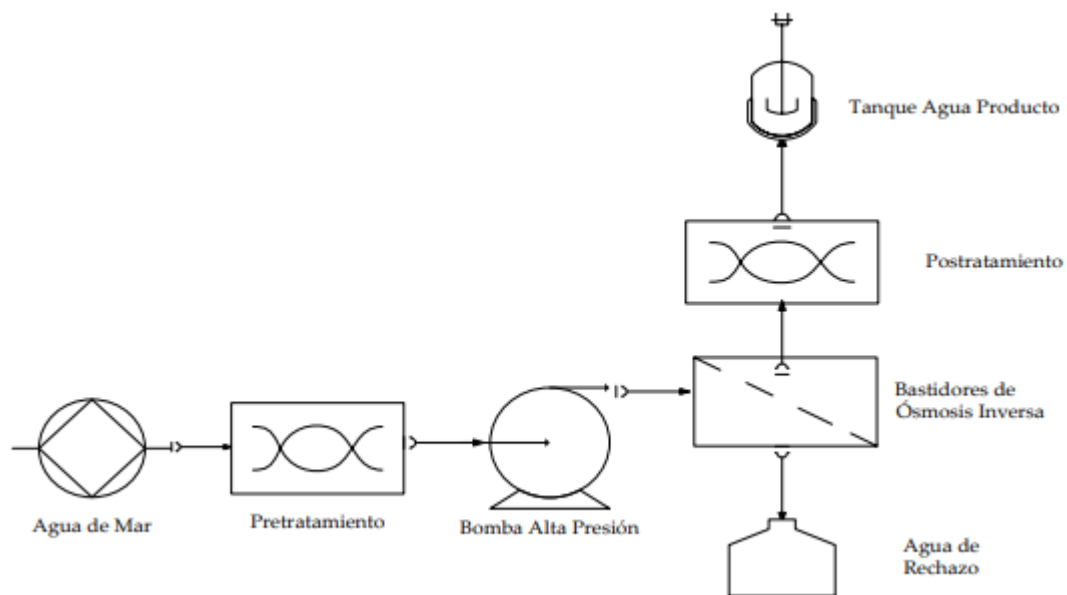 Tanque Agua Producto
Postratamiento
Bastidores de
Ósmosis Inversa
Agua de Mar
Pretratamiento
Bomba Alta Presión
Agua de
Rechazo